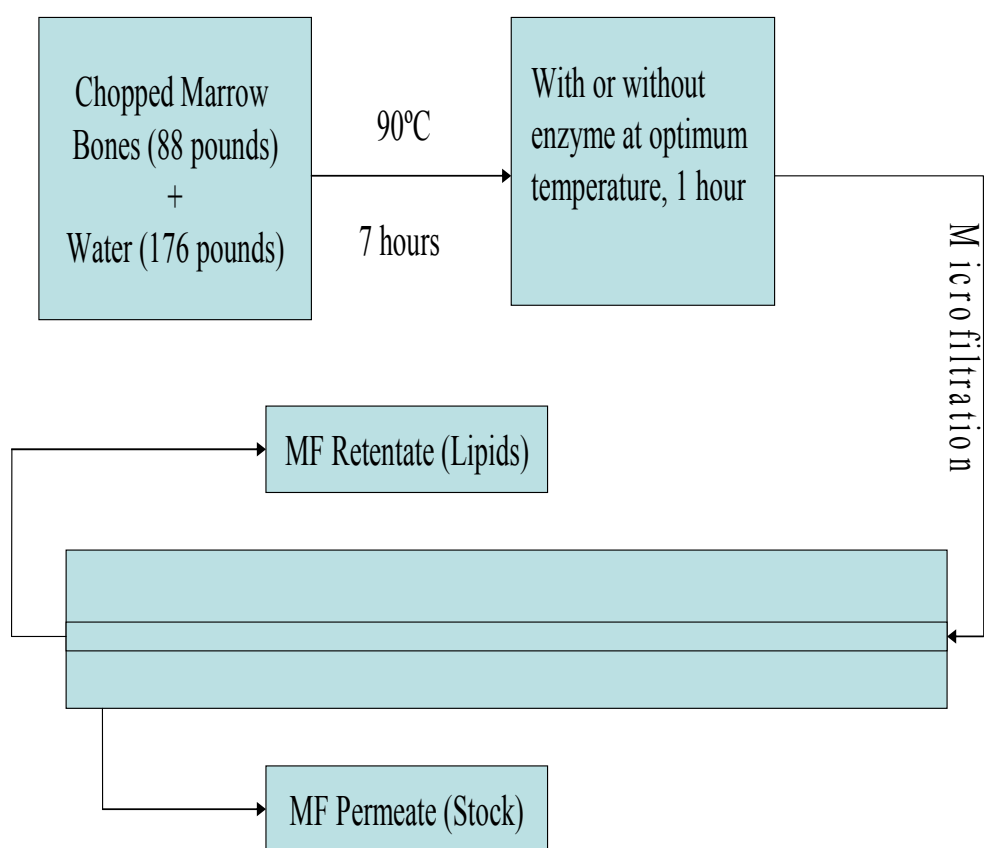 Chopped Marrow
Bones (88 pounds)
+
Water (176 pounds)
90ºC
7 hours
With or without
enzyme at optimum
temperature, 1 hour
Microfiltration
MF Retentate (Lipids)
MF Permeate (Stock)